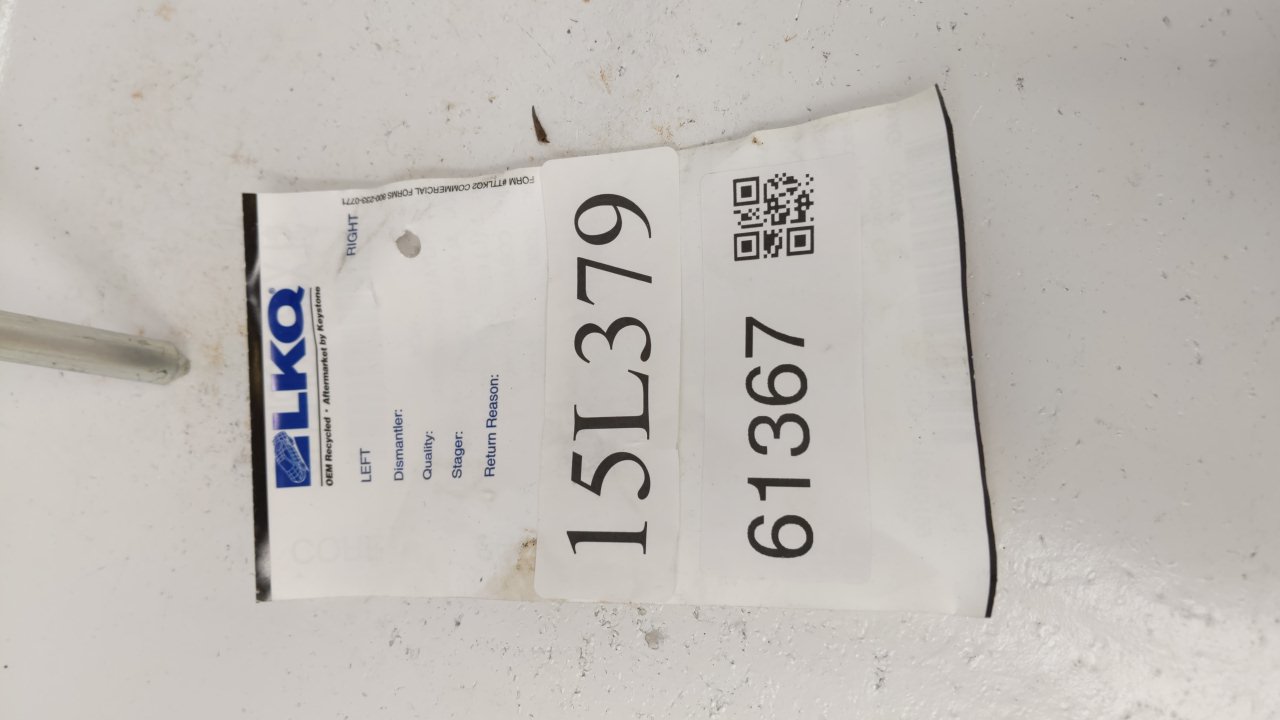 LKQ
OEM Recycled • Aftermarket by Keystone
LEFT RIGHT
Dismantler:
Quality:
Stager:
Return Reason:
FORM #TTLKQ2 COMMERCIAL FORMS 800-253-0771
15L379
61367